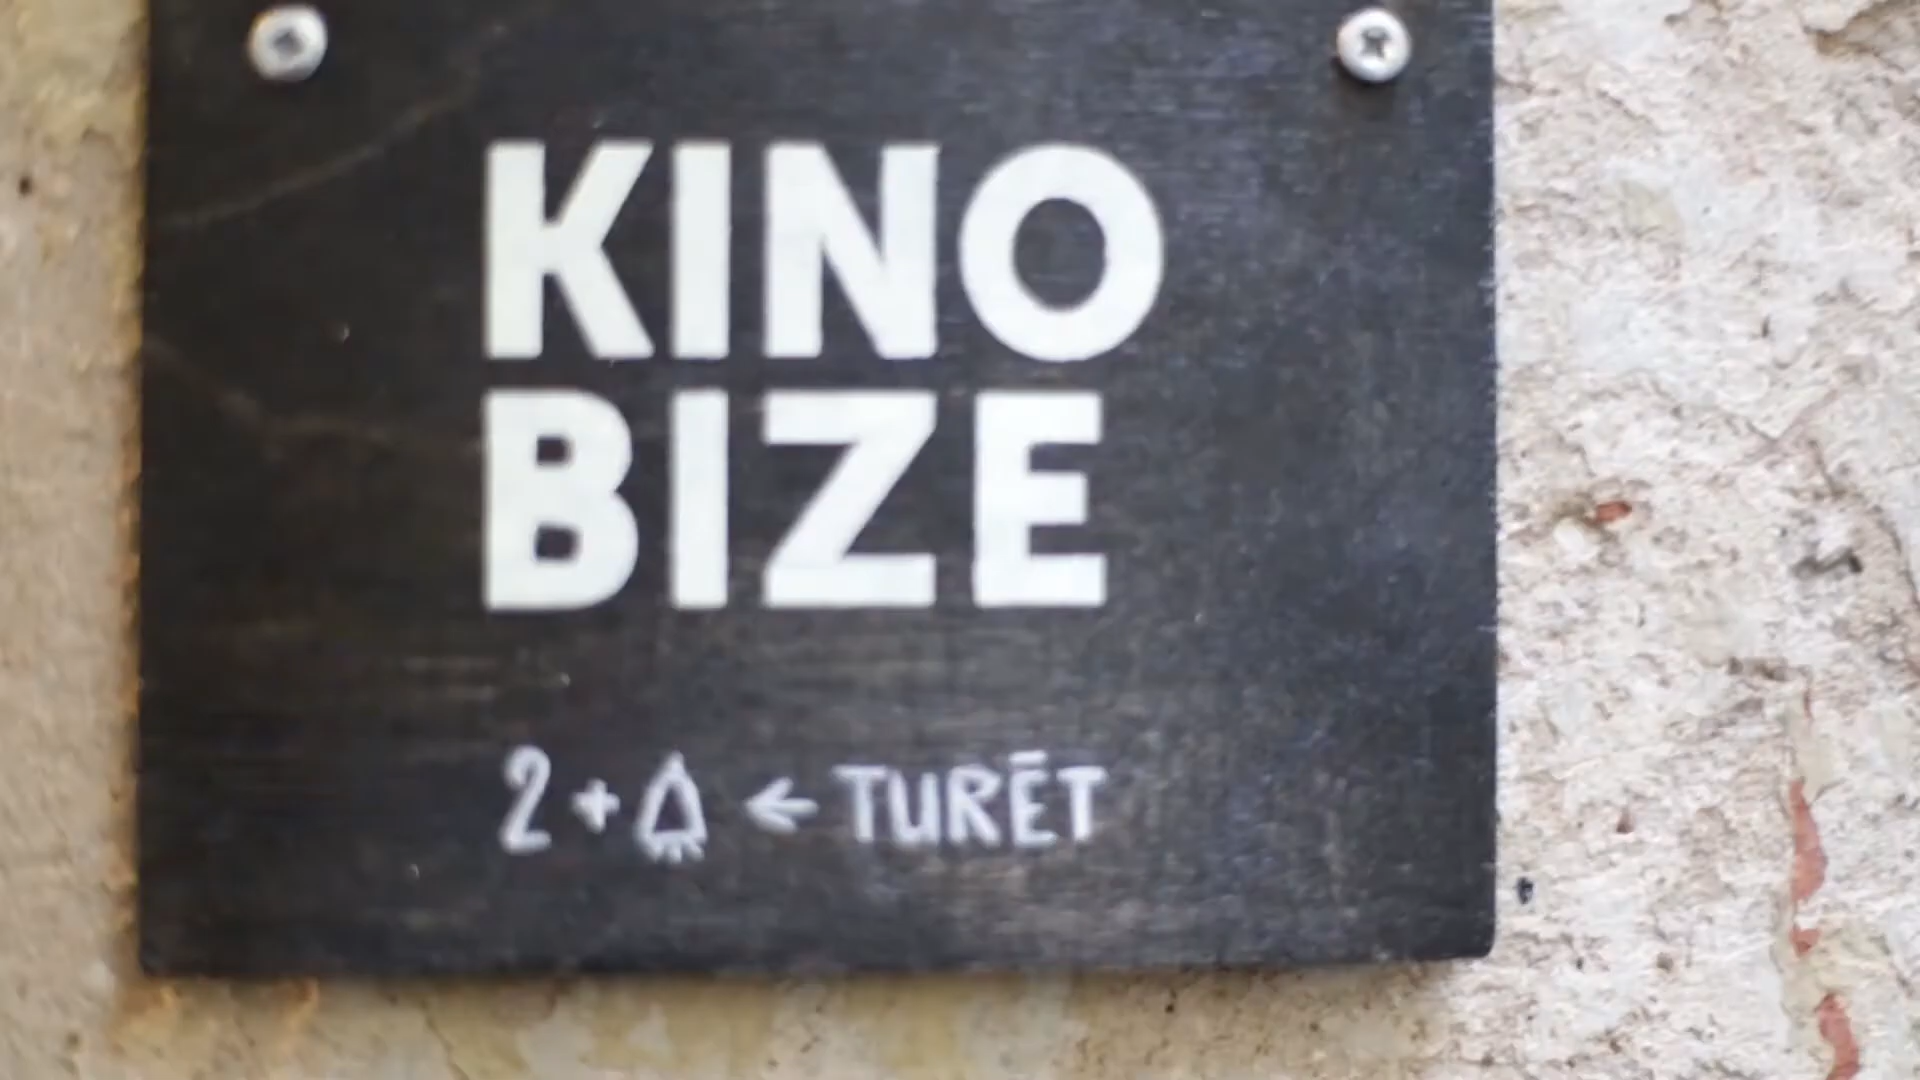 KINO
BIZE
2 + 🔔 ← TURĒT